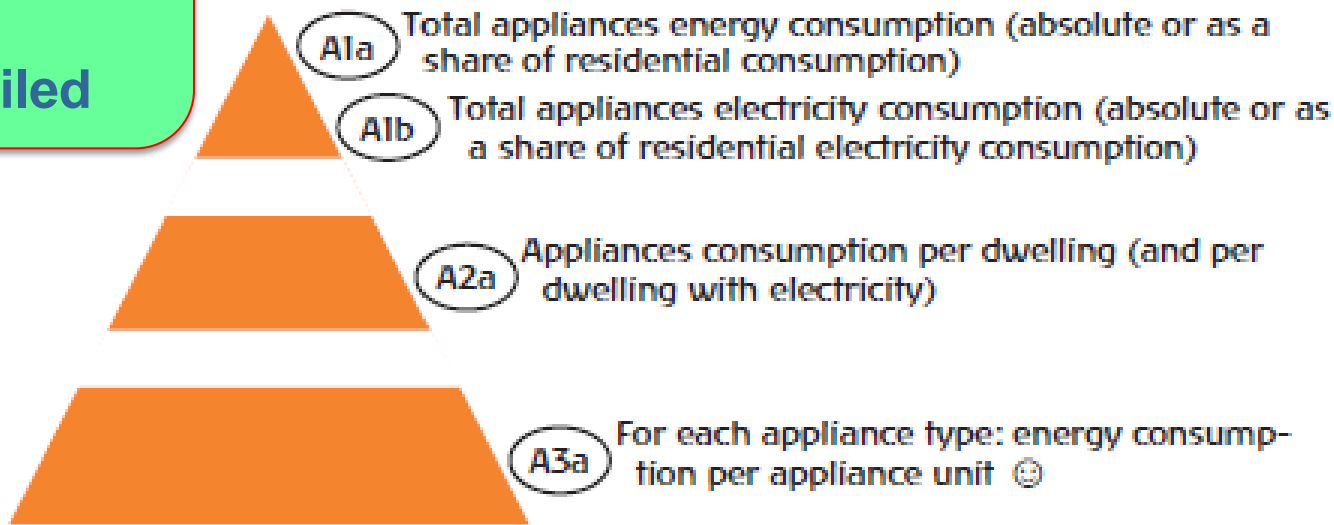 iled
A1a Total appliances energy consumption (absolute or as a
share of residential consumption)
A1b Total appliances electricity consumption (absolute or as
a share of residential electricity consumption)
A2a Appliances consumption per dwelling (and per
dwelling with electricity)
A3a For each appliance type: energy consump-
tion per appliance unit ☺